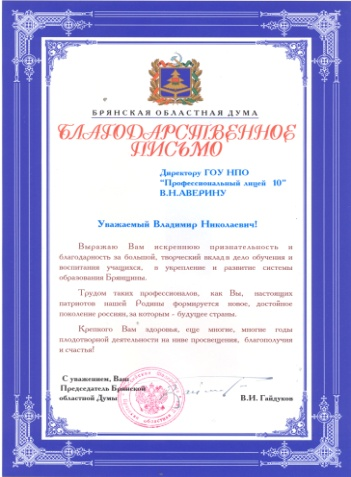 БРЯНСКАЯ ОБЛАСТНАЯ ДУМА
БЛАГОДАРСТВЕННОЕ
ПИСЬМО
Директору ГОУ НПО
"Профессиональный лицей 10"
В.Н.АВЕРИНУ
Уважаемый Владимир Николаевич!
Выражаю Вам искреннюю признательность и
благодарность за большой, творческий вклад в дело обучения и
воспитания учащихся, в укрепление и развитие системы
образования Брянщины.
Трудом таких профессионалов, как Вы, настоящих
патриотов нашей Родины формируется новое, достойное
поколение россиян, за которым - будущее страны.
Крепкого Вам здоровья, еще многие, многие годы
плодотворной деятельности на ниве просвещения, благополучия
и счастья!
С уважением, Ваш
Председатель Брянской
областной Думы
В.И. Гайдуков